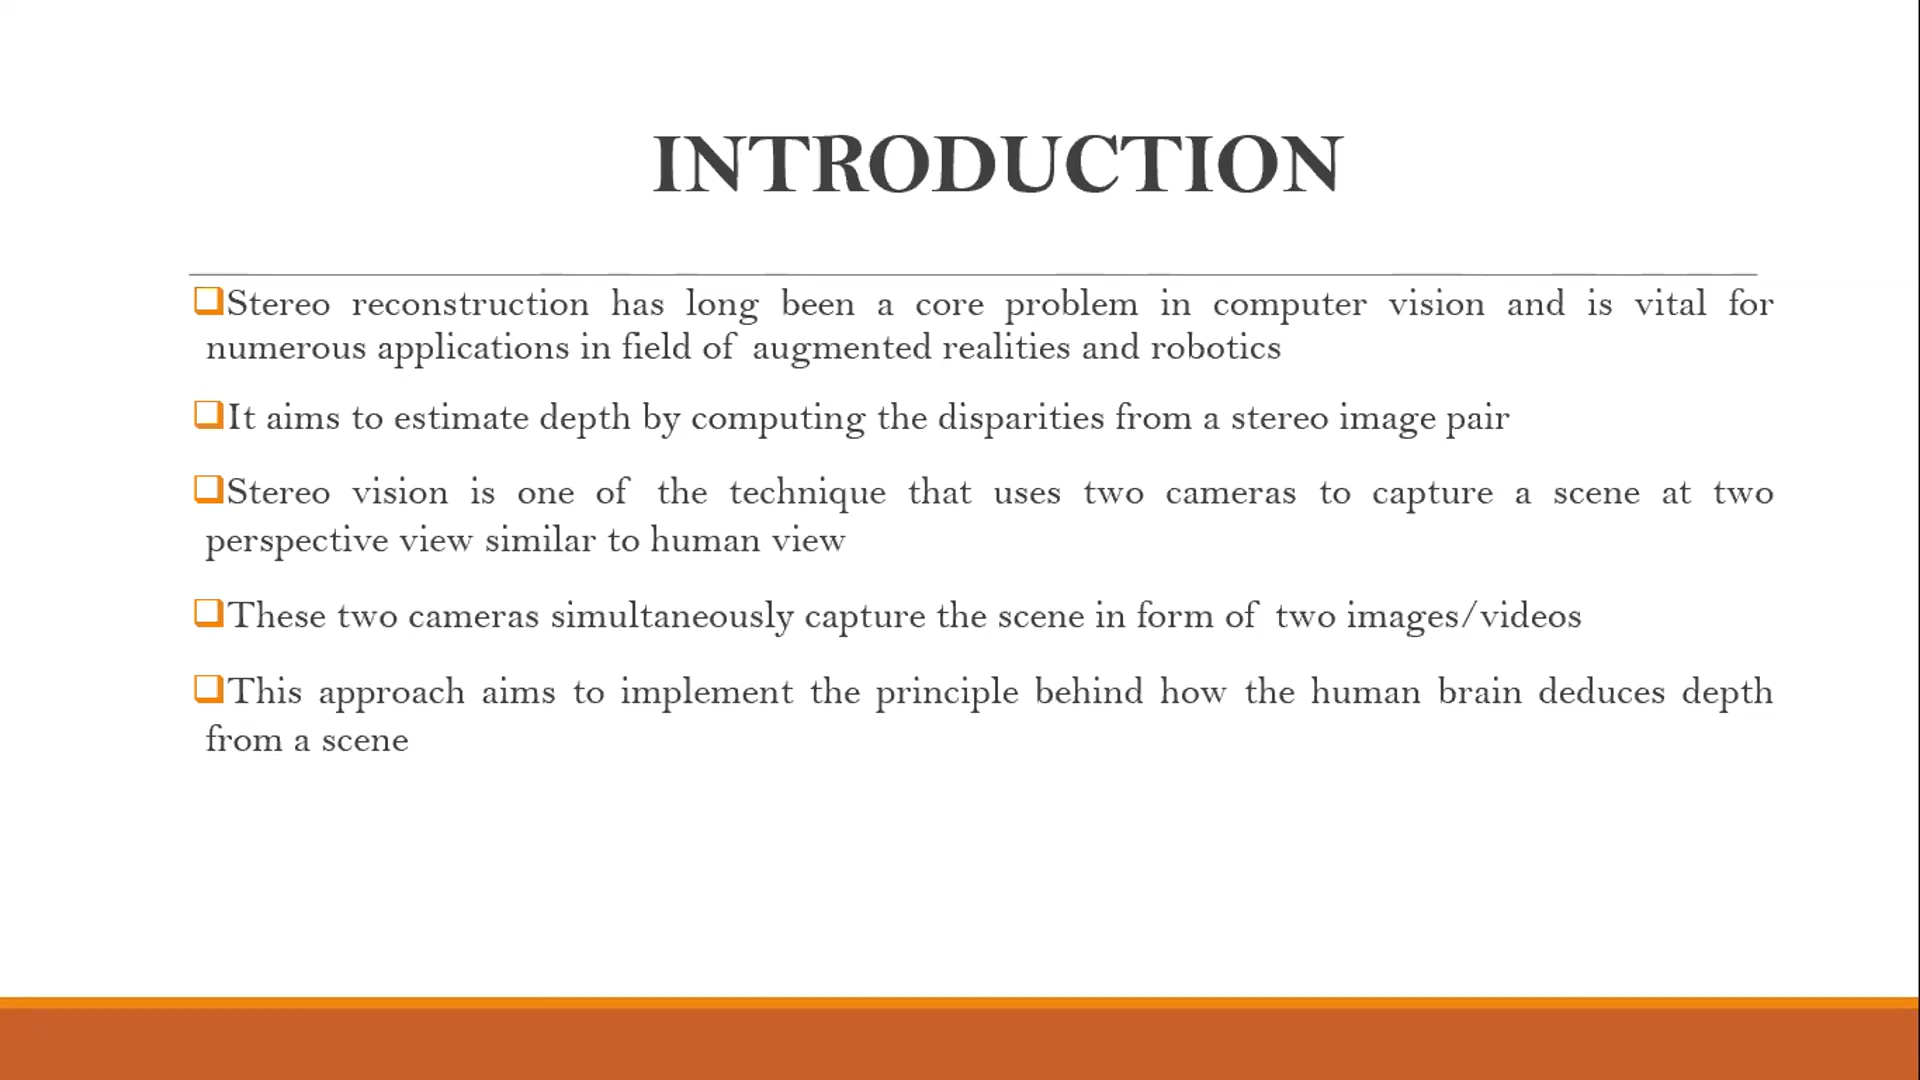 INTRODUCTION
Stereo reconstruction has long been a core problem in computer vision and is vital for
numerous applications in field of augmented realities and robotics
It aims to estimate depth by computing the disparities from a stereo image pair
Stereo vision is one of the technique that uses two cameras to capture a scene at two
perspective view similar to human view
These two cameras simultaneously capture the scene in form of two images/videos
This approach aims to implement the principle behind how the human brain deduces depth
from a scene